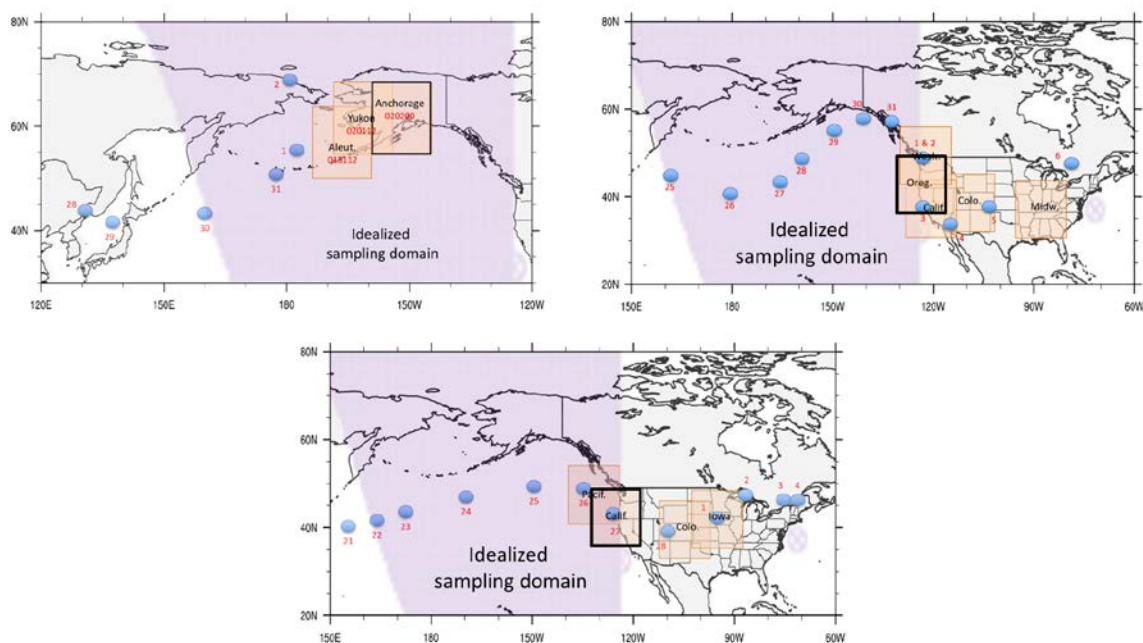 80N
60N
40N
120E
150E
180
150W
120W
2
1
31
28
29
30
Anchorage
020200
Yukon
020112
Aleut.
013112
Idealized
sampling domain
80N
60N
40N
20N
150E
180
150W
120W
90W
60W
30
31
29
28
25
26
27
1 & 2
Oreg.
Calif.
3
4
Colo.
5
Midw.
6
Idealized
sampling domain
80N
60N
40N
20N
150E
180
150W
120W
90W
60W
21
22
23
24
25
Pacif.
26
Calif.
27
28
Colo.
1
Iowa
2
3
4
Idealized
sampling domain